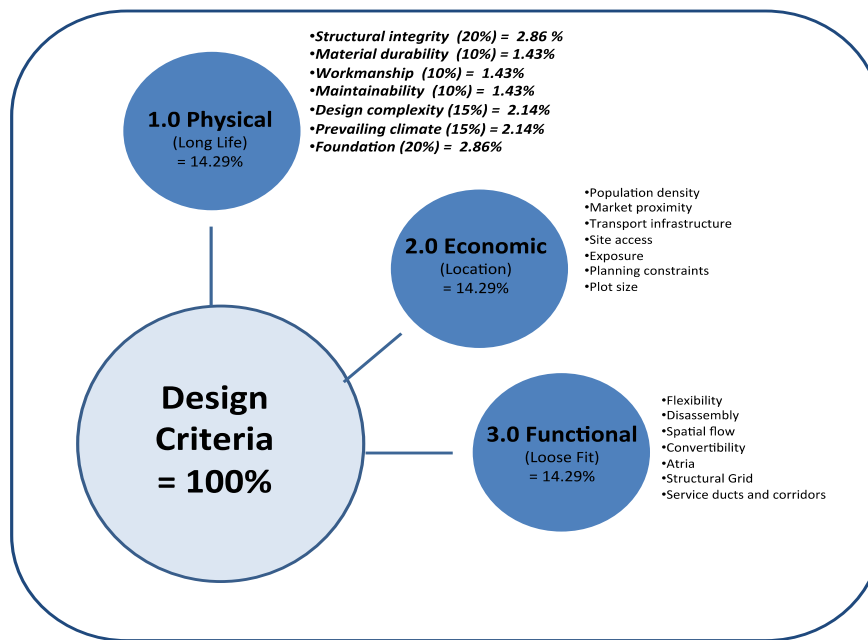 •Structural integrity (20%) = 2.86 %
•Material durability (10%) = 1.43%
•Workmanship (10%) = 1.43%
•Maintainability (10%) = 1.43%
•Design complexity (15%) = 2.14%
•Prevailing climate (15%) = 2.14%
•Foundation (20%) = 2.86%
1.0 Physical
(Long Life)
= 14.29%
2.0 Economic
(Location)
= 14.29%
•Population density
•Market proximity
•Transport infrastructure
•Site access
•Exposure
•Planning constraints
•Plot size
Design
Criteria
= 100%
3.0 Functional
(Loose Fit)
= 14.29%
•Flexibility
•Disassembly
•Spatial flow
•Convertibility
•Atria
•Structural Grid
•Service ducts and corridors